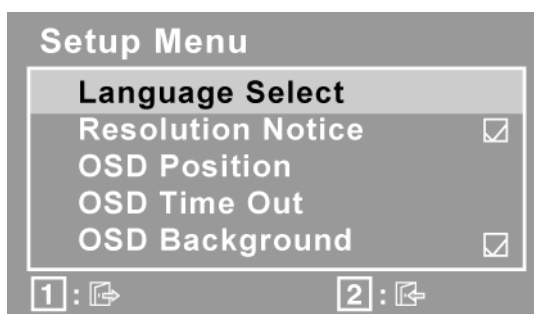 Setup Menu
Language Select
Resolution Notice
OSD Position
OSD Time Out
OSD Background
1: 2: